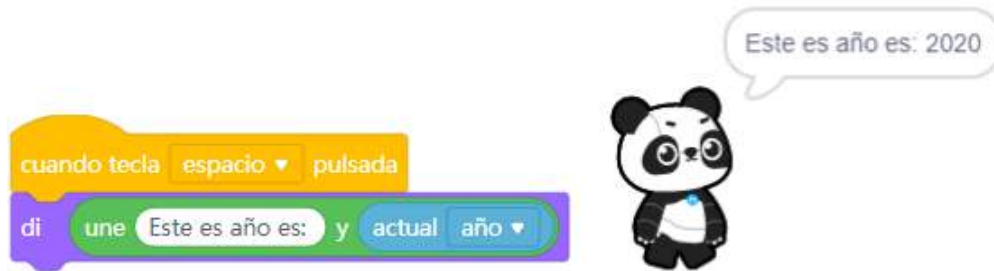 Este es año es: 2020
cuando tecla espacio pulsada
di une Este es año es: y actual año